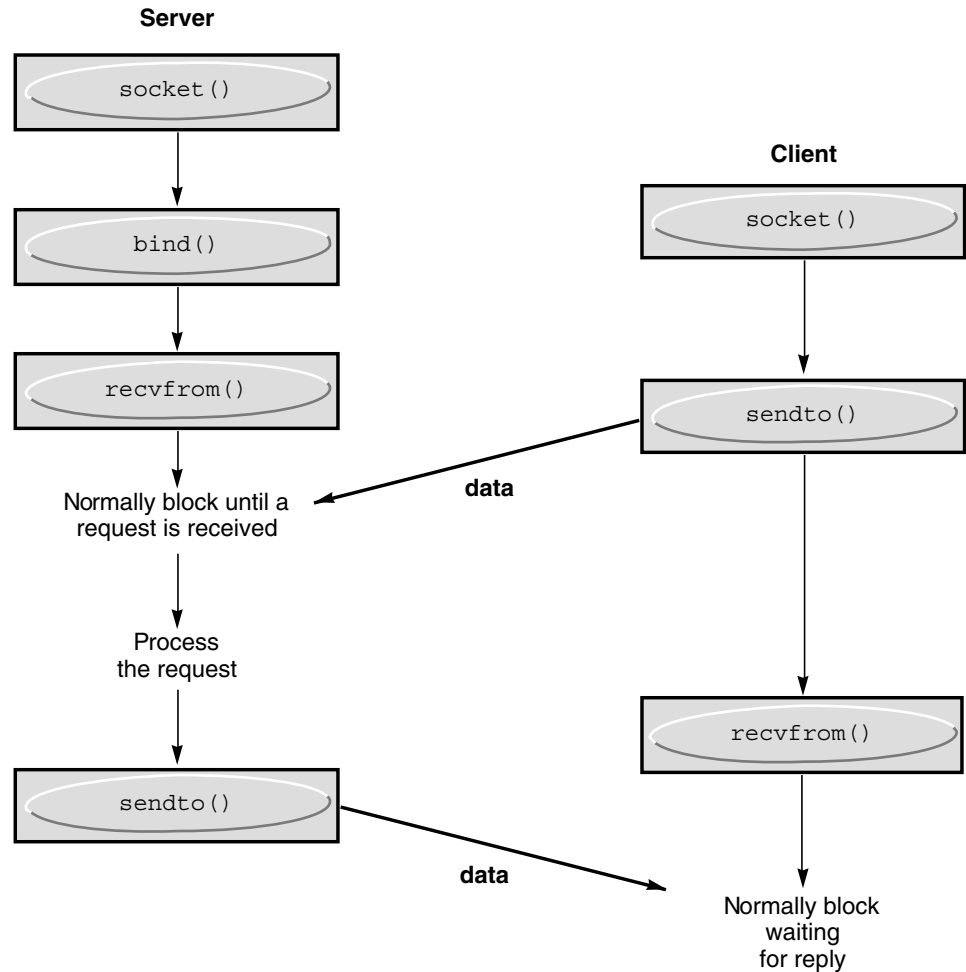 Server
socket()
bind()
recvfrom()
Normally block until a
request is received
Process
the request
sendto()
data
data
Client
socket()
sendto()
recvfrom()
Normally block
waiting
for reply